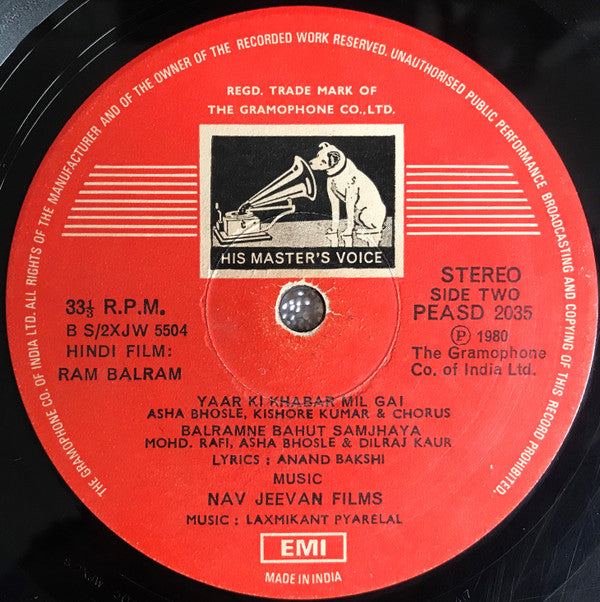 THE GRAMOPHONE CO. OF INDIA LTD. ALL RIGHTS OF THE MANUFACTURER AND OF THE OWNER OF THE RECORDED WORK RESERVED. UNAUTHORISED PUBLIC PERFORMANCE BROADCASTING AND COPYING OF THIS RECORD PROHIBITED.
REGD. TRADE MARK OF
THE GRAMOPHONE CO., LTD.
HIS MASTER'S VOICE
33⅓ R.P.M.
B S/2XJW 5504
HINDI FILM:
RAM BALRAM
STEREO
SIDE TWO
PEASD 2035
Ⓟ 1980
The Gramophone
Co. of India Ltd.
YAAR KI KHABAR MIL GAI
ASHA BHOSLE, KISHORE KUMAR & CHORUS
BALRAMNE BAHUT SAMJHAYA
MOHD. RAFI, ASHA BHOSLE & DILRAJ KAUR
LYRICS : ANAND BAKSHI
MUSIC
NAV JEEVAN FILMS
MUSIC : LAXMIKANT PYARELAL
EMI
MADE IN INDIA